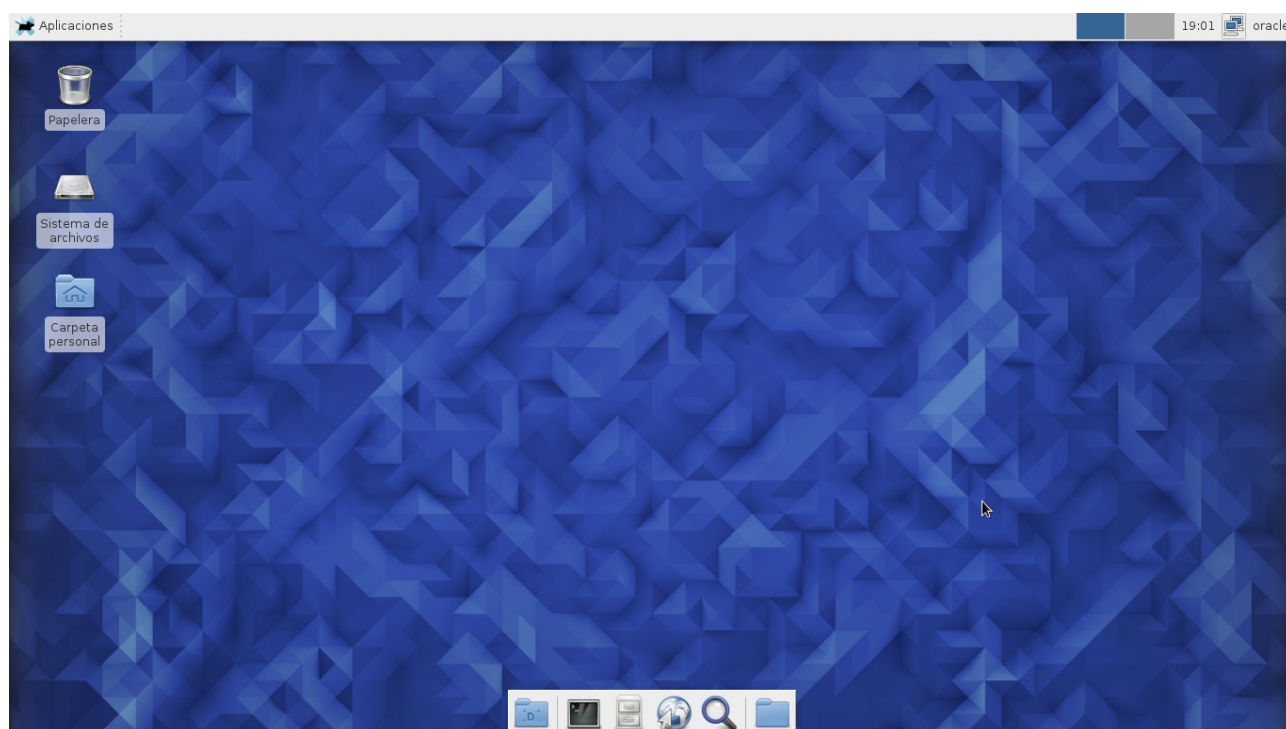 Aplicaciones
19:01
oracle
Papelera
Sistema de
archivos
Carpeta
personal